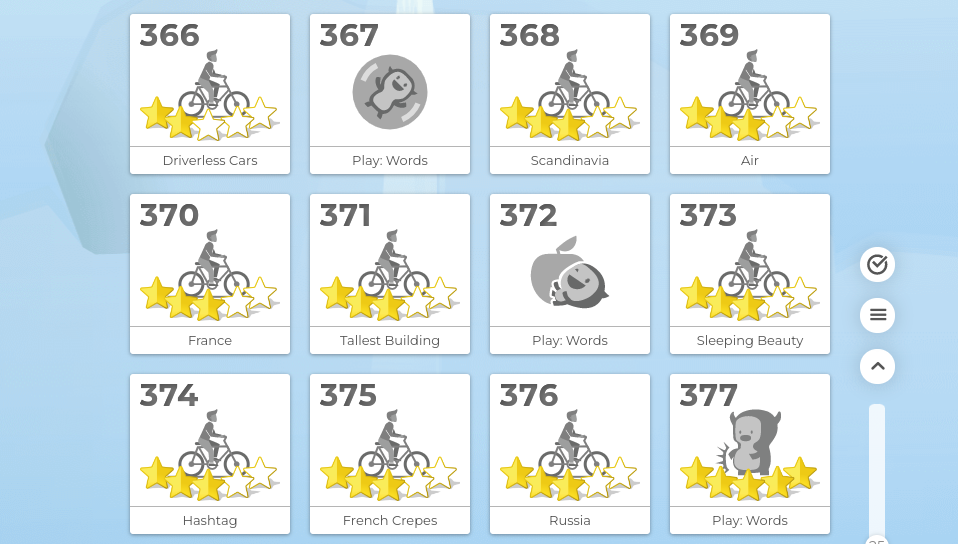 366
Driverless Cars
367
Play: Words
368
Scandinavia
369
Air
370
France
371
Tallest Building
372
Play: Words
373
Sleeping Beauty
374
Hashtag
375
French Crepes
376
Russia
377
Play: Words